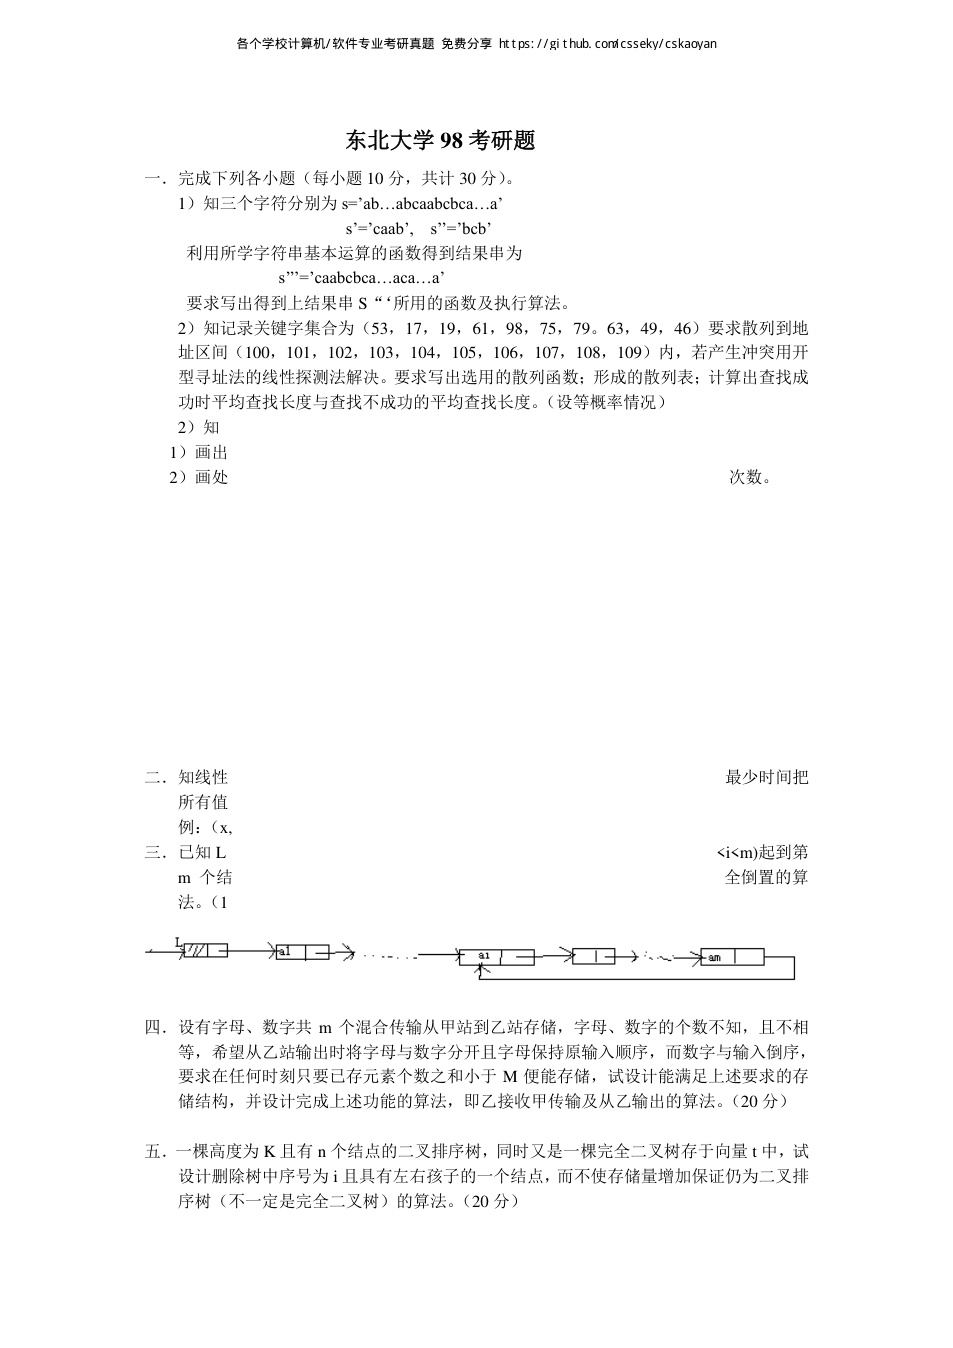 各个学校计算机/软件专业考研真题 免费分享 https://github.com/csseky/cskaoyan
东北大学 98 考研题
一．完成下列各小题（每小题 10 分，共计 30 分）。
1）知三个字符分别为 s=’ab…abcaabcbca…a’
s’=’caab’,    s’’=’bcb’
利用所学字符串基本运算的函数得到结果串为
s’’’=’caabcbca…aca…a’
要求写出得到上结果串 S“‘所用的函数及执行算法。
2）知记录关键字集合为（53，17，19，61，98，75，79。63，49，46）要求散列到地
址区间（100，101，102，103，104，105，106，107，108，109）内，若产生冲突用开
型寻址法的线性探测法解决。要求写出选用的散列函数；形成的散列表；计算出查找成
功时平均查找长度与查找不成功的平均查找长度。（设等概率情况）
2）知
1）画出
2）画处 次数。
二．知线性 最少时间把
所有值
例：（x,
三．已知 L <i<m)起到第
m 个结 全倒置的算
法。（1
L
a1
ai
am
四．设有字母、数字共 m 个混合传输从甲站到乙站存储，字母、数字的个数不知，且不相
等，希望从乙站输出时将字母与数字分开且字母保持原输入顺序，而数字与输入倒序，
要求在任何时刻只要已存元素个数之和小于 M 便能存储，试设计能满足上述要求的存
储结构，并设计完成上述功能的算法，即乙接收甲传输及从乙输出的算法。（20 分）
五．一棵高度为 K 且有 n 个结点的二叉排序树，同时又是一棵完全二叉树存于向量 t 中，试
设计删除树中序号为 i 且具有左右孩子的一个结点，而不使存储量增加保证仍为二叉排
序树（不一定是完全二叉树）的算法。（20 分）